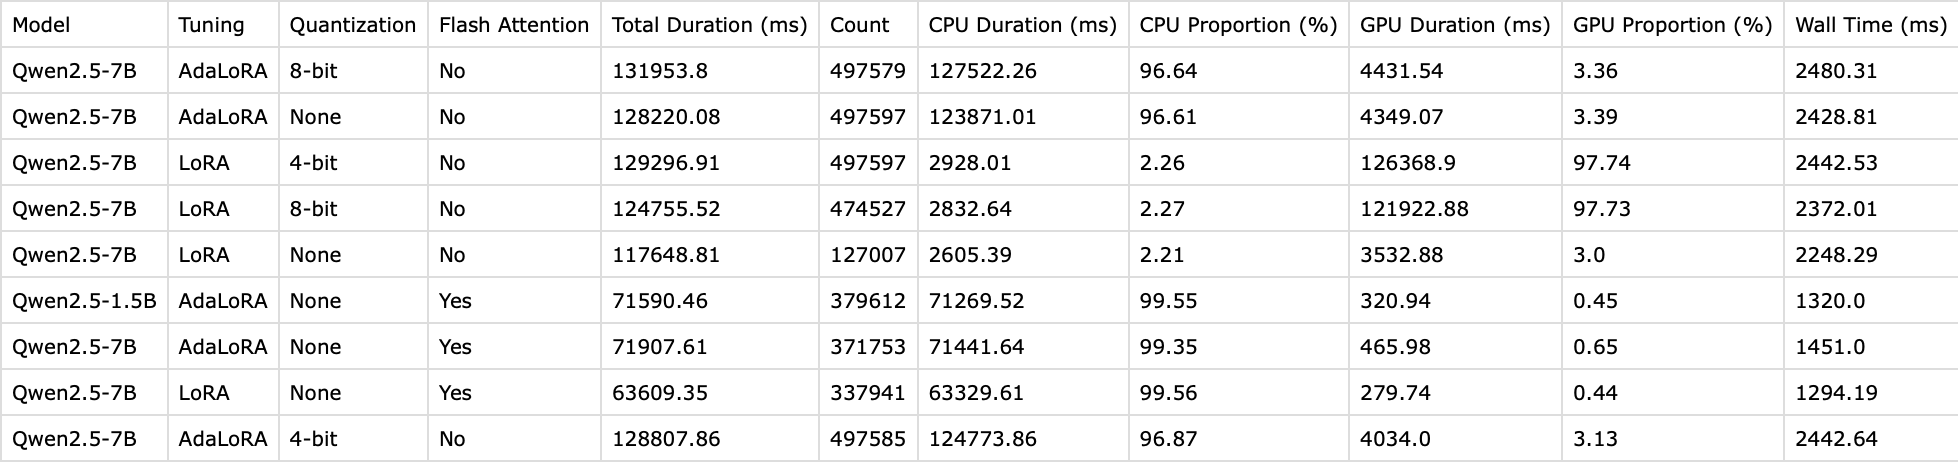 Model Tuning Quantization Flash Attention Total Duration (ms) Count CPU Duration (ms) CPU Proportion (%) GPU Duration (ms) GPU Proportion (%) Wall Time (ms)
Qwen2.5-7B AdaLoRA 8-bit No 131953.8 497579 127522.26 96.64 4431.54 3.36 2480.31
Qwen2.5-7B AdaLoRA None No 128220.08 497597 123871.01 96.61 4349.07 3.39 2428.81
Qwen2.5-7B LoRA 4-bit No 129296.91 497597 2928.01 2.26 126368.9 97.74 2442.53
Qwen2.5-7B LoRA 8-bit No 124755.52 474527 2832.64 2.27 121922.88 97.73 2372.01
Qwen2.5-7B LoRA None No 117648.81 127007 2605.39 2.21 3532.88 3.0 2248.29
Qwen2.5-1.5B AdaLoRA None Yes 71590.46 379612 71269.52 99.55 320.94 0.45 1320.0
Qwen2.5-7B AdaLoRA None Yes 71907.61 371753 71441.64 99.35 465.98 0.65 1451.0
Qwen2.5-7B LoRA None Yes 63609.35 337941 63329.61 99.56 279.74 0.44 1294.19
Qwen2.5-7B AdaLoRA 4-bit No 128807.86 497585 124773.86 96.87 4034.0 3.13 2442.64